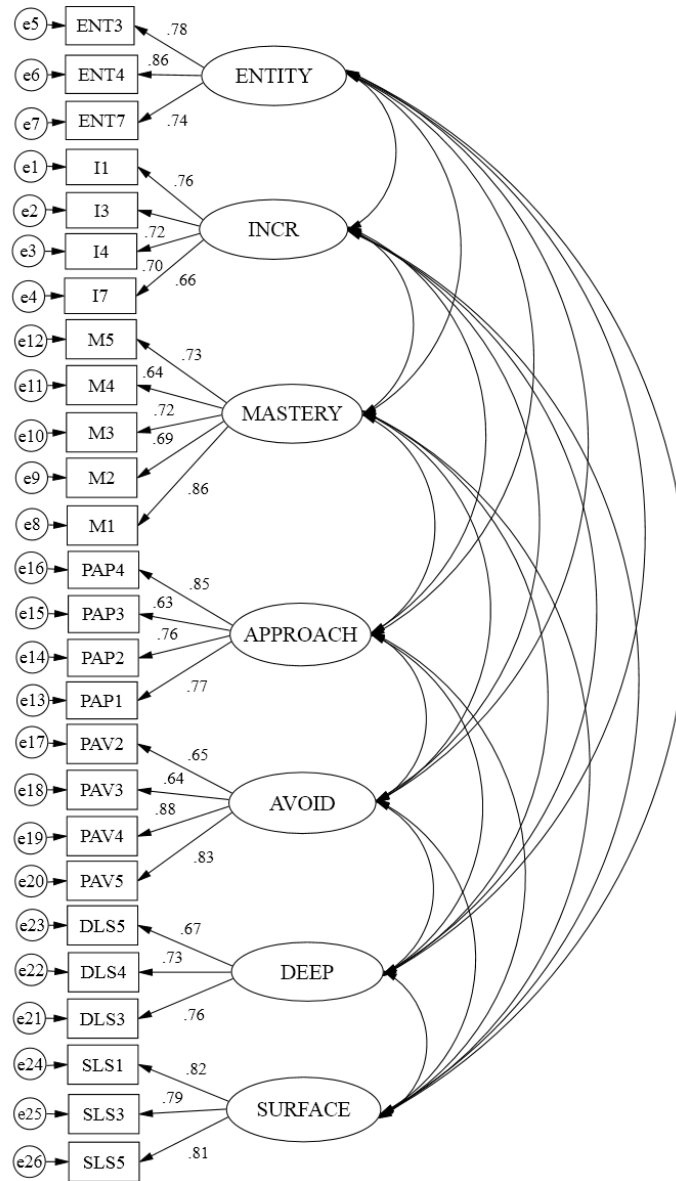 e5 ENT3 .78
e6 ENT4 .86 ENTITY
e7 ENT7 .74
e1 I1 .76
e2 I3 .72 INCR
e3 I4 .70
e4 I7 .66
e12 M5 .73
e11 M4 .64
e10 M3 .72 MASTERY
e9 M2 .69
e8 M1 .86
e16 PAP4 .85
e15 PAP3 .63 APPROACH
e14 PAP2 .76
e13 PAP1 .77
e17 PAV2 .65
e18 PAV3 .64 AVOID
e19 PAV4 .88
e20 PAV5 .83
e23 DLS5 .67
e22 DLS4 .73 DEEP
e21 DLS3 .76
e24 SLS1 .82
e25 SLS3 .79 SURFACE
e26 SLS5 .81